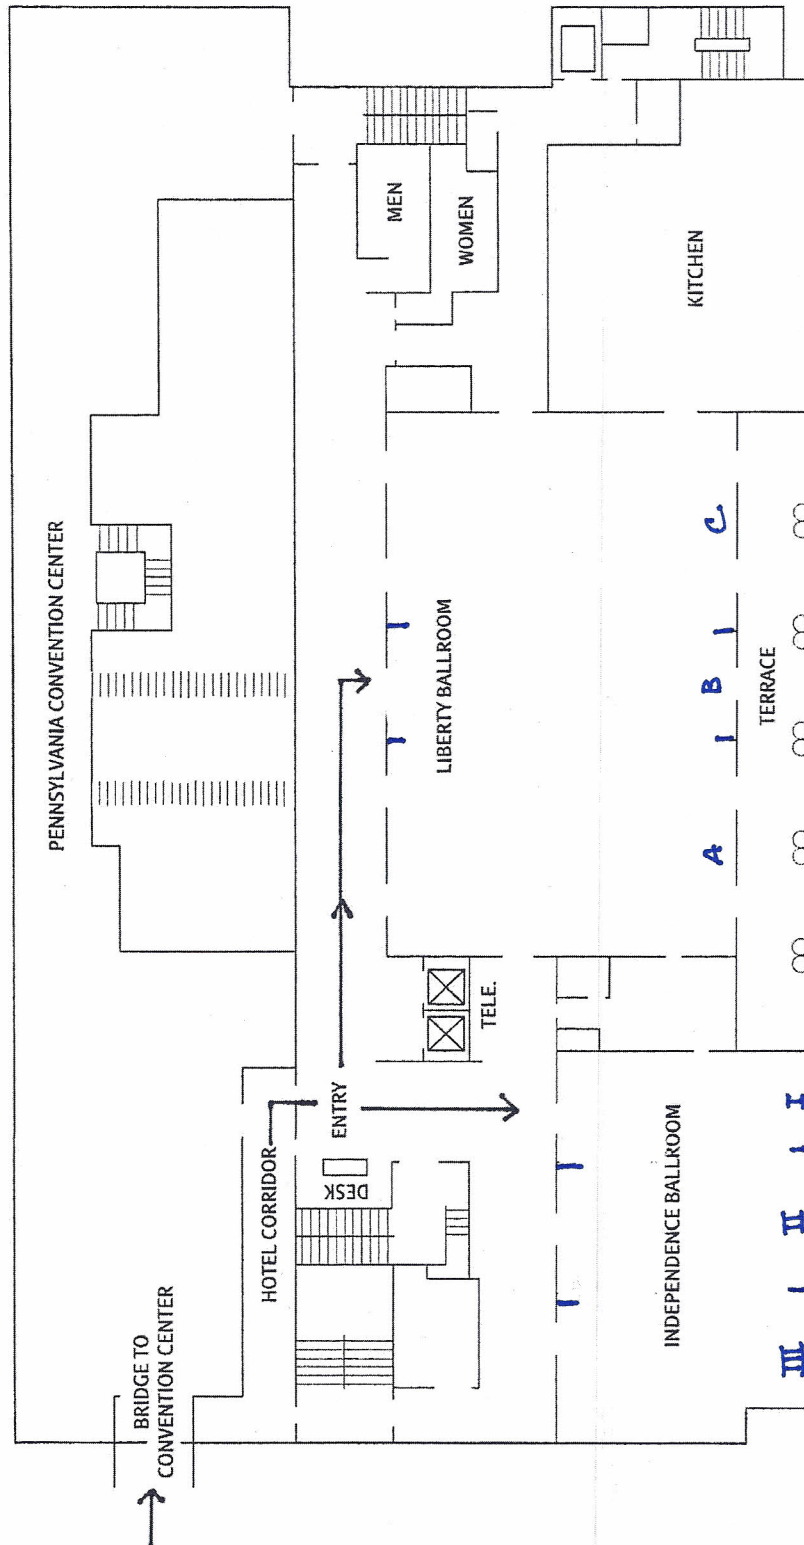 PENNSYLVANIA CONVENTION CENTER
BRIDGE TO
CONVENTION CENTER
HOTEL CORRIDOR
DESK
ENTRY
TELE.
MEN
WOMEN
LIBERTY BALLROOM
KITCHEN
INDEPENDENCE BALLROOM
TERRACE
A
B
C
III
II
I